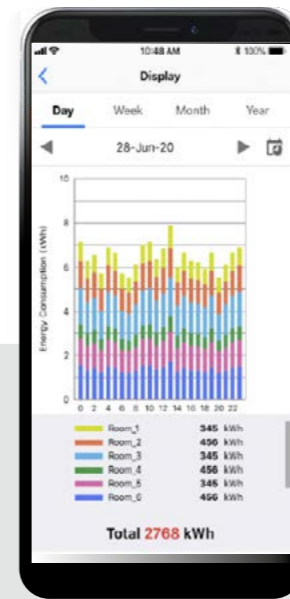 10:48 AM
100%
Display
Day Week Month Year
28-Jun-20
Energy Consumption (kWh)
10
8
6
4
2
0
0 2 4 6 8 10 12 14 16 18 20 22
Room_1 345 kWh
Room_2 456 kWh
Room_3 345 kWh
Room_4 456 kWh
Room_5 345 kWh
Room_6 456 kWh
Total 2768 kWh